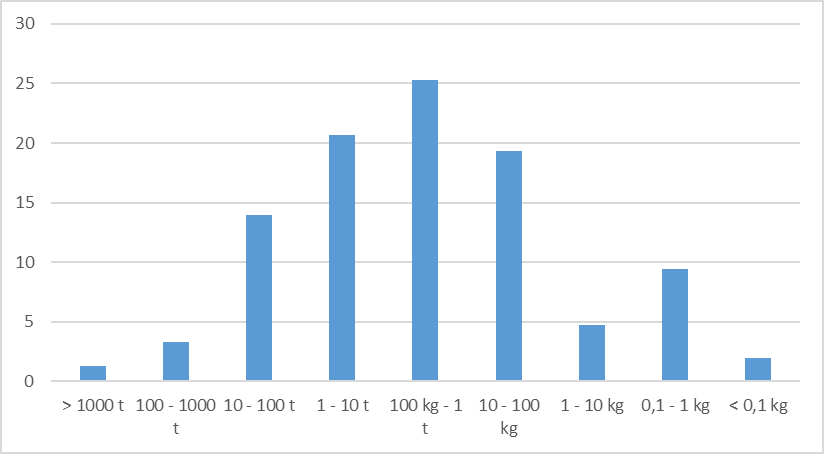 30
25
20
15
10
5
0
> 1000 t
100 - 1000
t
10 - 100 t
1 - 10 t
100 kg - 1
t
10 - 100
kg
1 - 10 kg
0,1 - 1 kg
< 0,1 kg